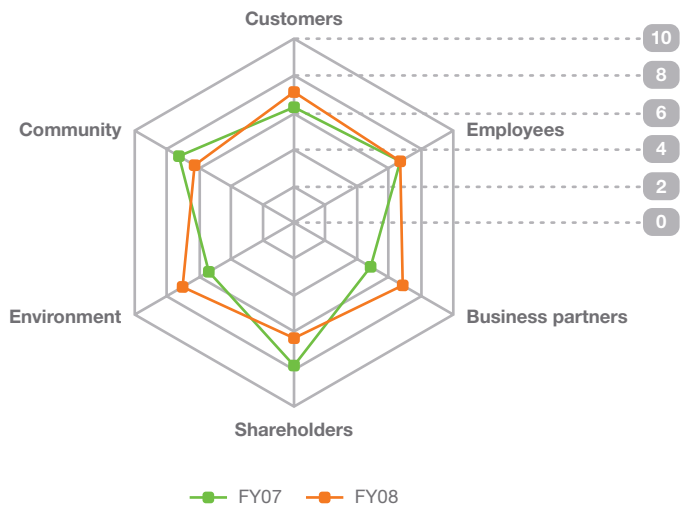 Customers
10
8
Community
Employees
6
4
2
0
Environment
Business partners
Shareholders
FY07 FY08